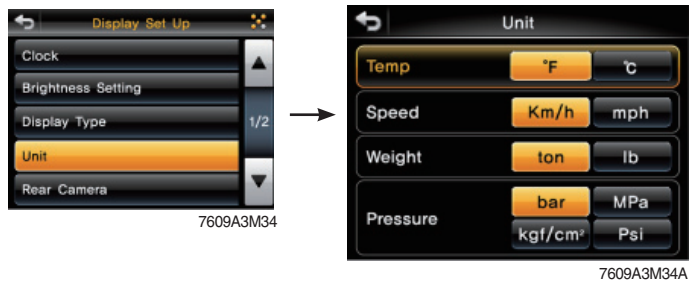 Display Set Up
Clock
Brightness Setting
Display Type
1/2
Unit
Rear Camera
7609A3M34
Unit
Temp °F ℃
Speed Km/h mph
Weight ton lb
Pressure bar MPa
kgf/cm² Psi
7609A3M34A